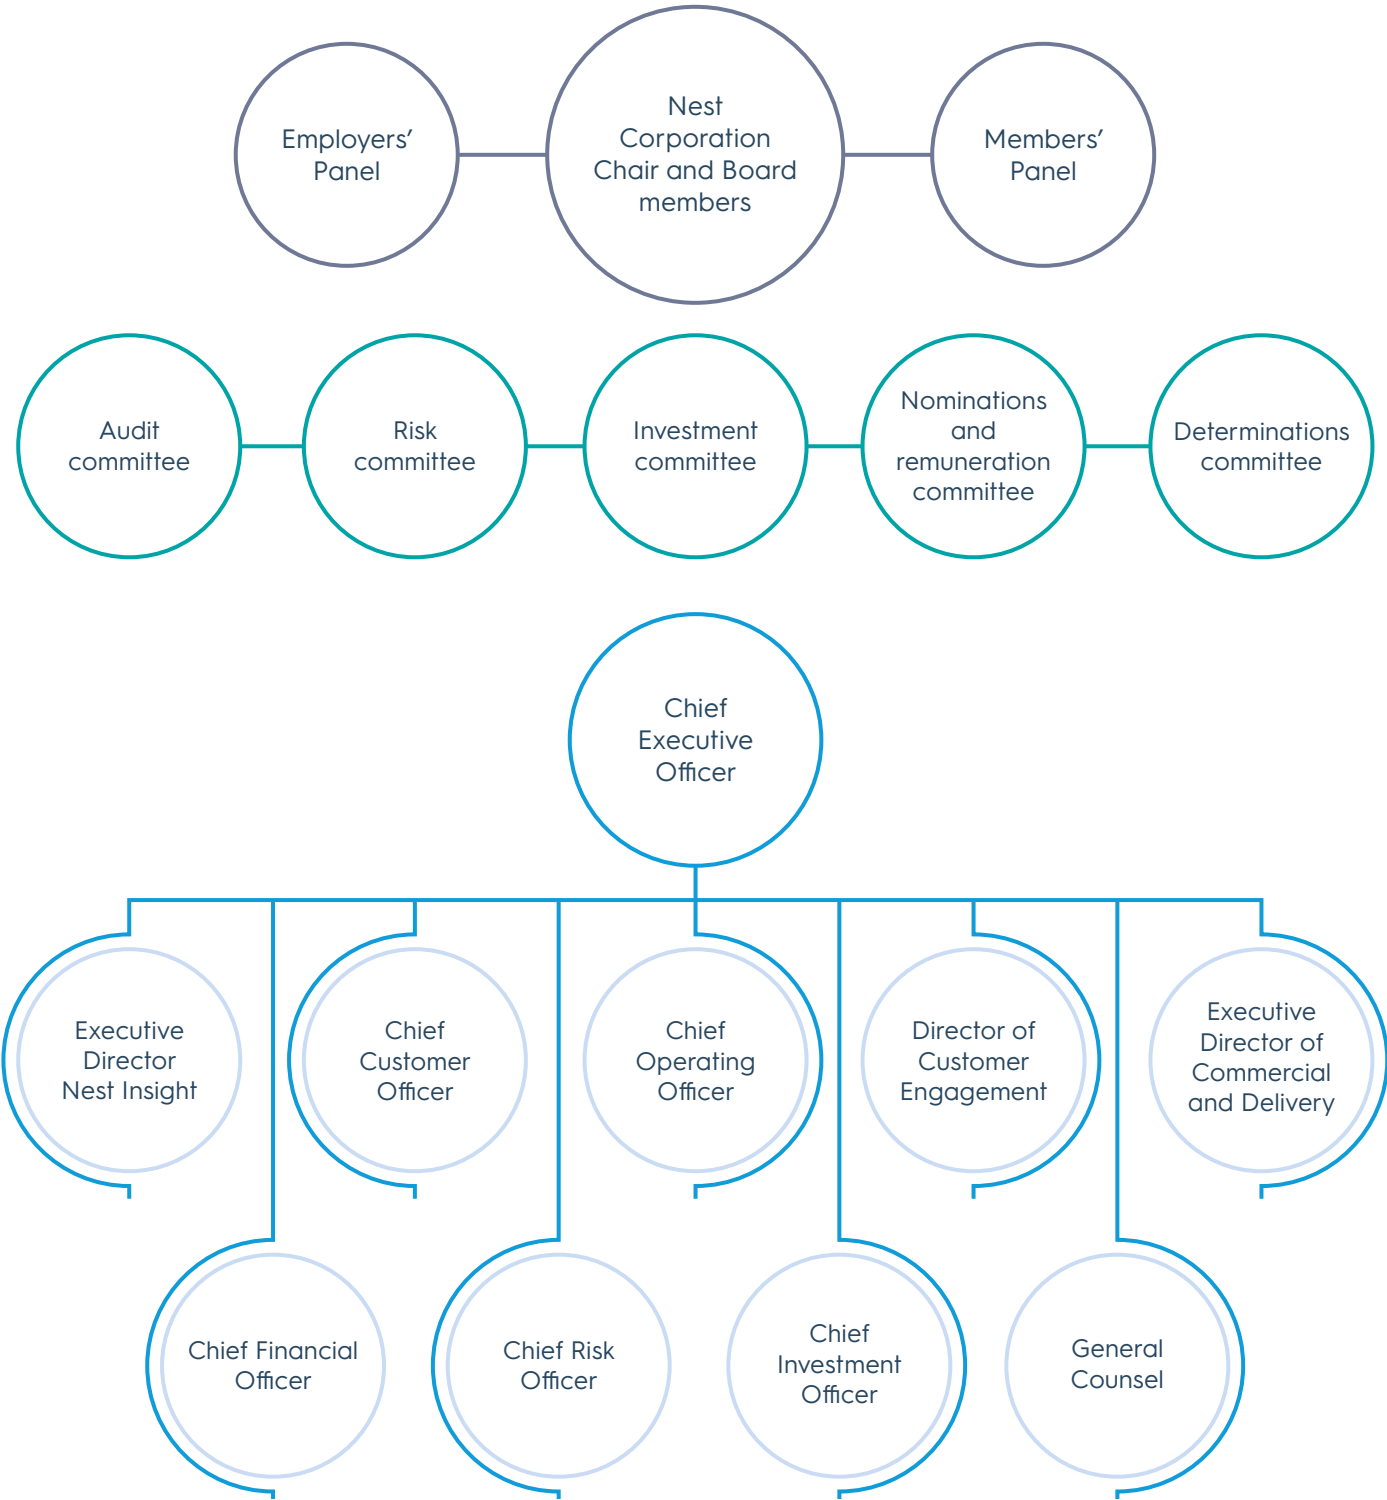 Employers’
Panel
Nest
Corporation
Chair and Board
members
Members’
Panel
Audit
committee
Risk
committee
Investment
committee
Nominations
and
remuneration
committee
Determinations
committee
Chief
Executive
Officer
Executive
Director
Nest Insight
Chief
Customer
Officer
Chief
Operating
Officer
Director of
Customer
Engagement
Executive
Director of
Commercial
and Delivery
Chief Financial
Officer
Chief Risk
Officer
Chief
Investment
Officer
General
Counsel